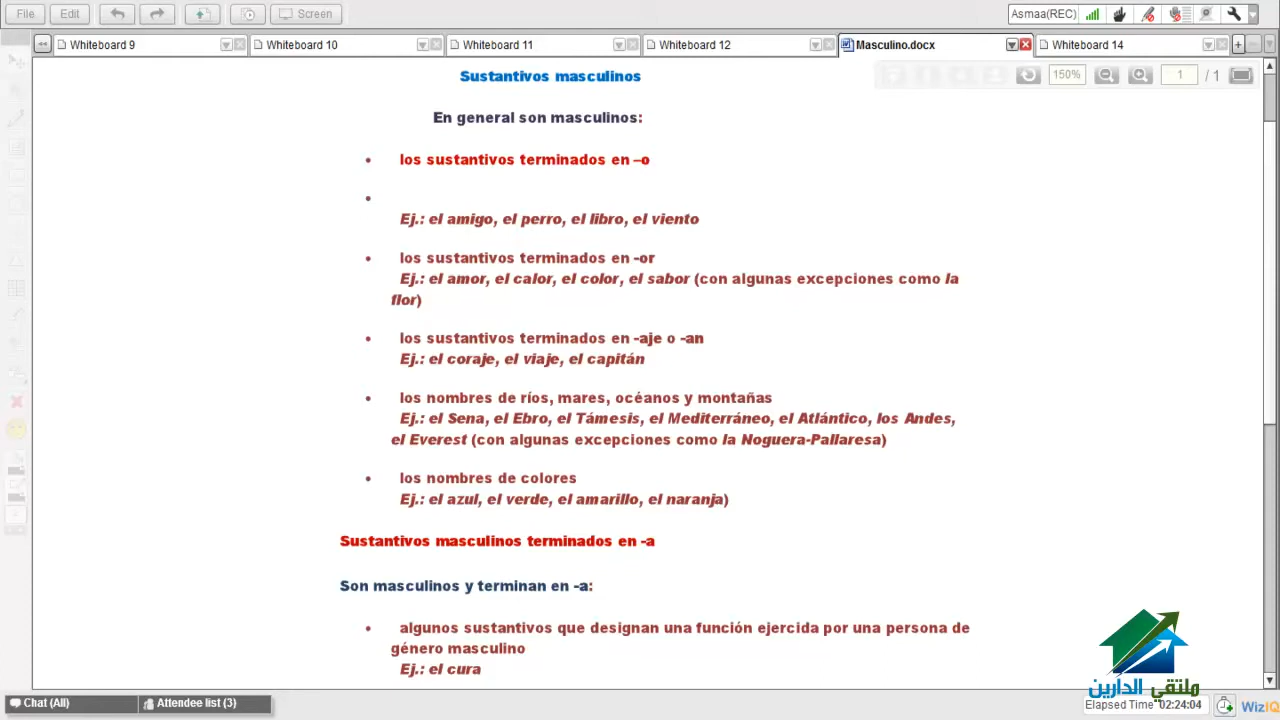 File Edit Screen Asmaa(REC)
<< Whiteboard 9 Whiteboard 10 Whiteboard 11 Whiteboard 12 Masculino.docx Whiteboard 14
150% 1 / 1
Sustantivos masculinos
En general son masculinos:
• los sustantivos terminados en –o
•
Ej.: el amigo, el perro, el libro, el viento
• los sustantivos terminados en -or
Ej.: el amor, el calor, el color, el sabor (con algunas excepciones como la
flor)
• los sustantivos terminados en -aje o -an
Ej.: el coraje, el viaje, el capitán
• los nombres de ríos, mares, océanos y montañas
Ej.: el Sena, el Ebro, el Támesis, el Mediterráneo, el Atlántico, los Andes,
el Everest (con algunas excepciones como la Noguera-Pallaresa)
• los nombres de colores
Ej.: el azul, el verde, el amarillo, el naranja)
Sustantivos masculinos terminados en -a
Son masculinos y terminan en -a:
• algunos sustantivos que designan una función ejercida por una persona de
género masculino
Ej.: el cura
ملتقي الدارين
Chat (All) Attendee list (3) Elapsed Time 02:24:04 WizIQ